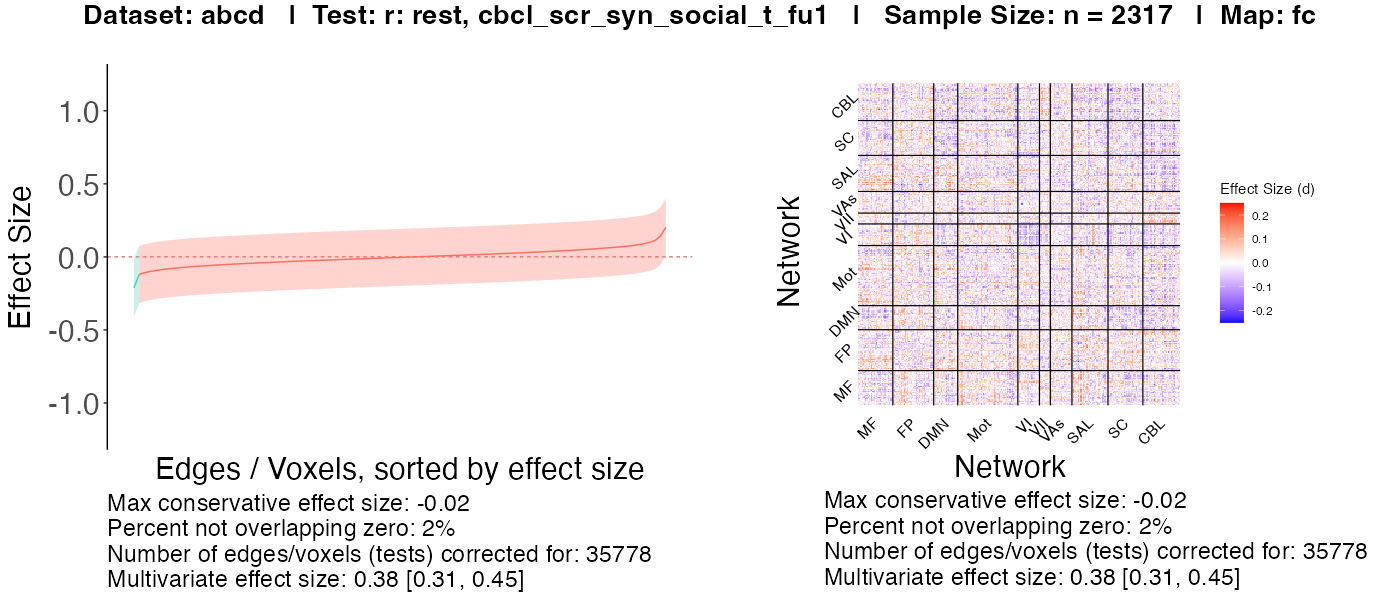 Dataset: abcd | Test: r: rest, cbcl_scr_syn_social_t_fu1 | Sample Size: n = 2317 | Map: fc
Effect Size
1.0
0.5
0.0
-0.5
-1.0
Edges / Voxels, sorted by effect size
Max conservative effect size: -0.02
Percent not overlapping zero: 2%
Number of edges/voxels (tests) corrected for: 35778
Multivariate effect size: 0.38 [0.31, 0.45]
Network
CBL
SC
SAL
VAs
VII
VI
Mot
DMN
FP
MF
MF
FP
DMN
Mot
VI
VII
VAs
SAL
SC
CBL
Network
Effect Size (d)
0.2
0.1
0.0
-0.1
-0.2
Max conservative effect size: -0.02
Percent not overlapping zero: 2%
Number of edges/voxels (tests) corrected for: 35778
Multivariate effect size: 0.38 [0.31, 0.45]